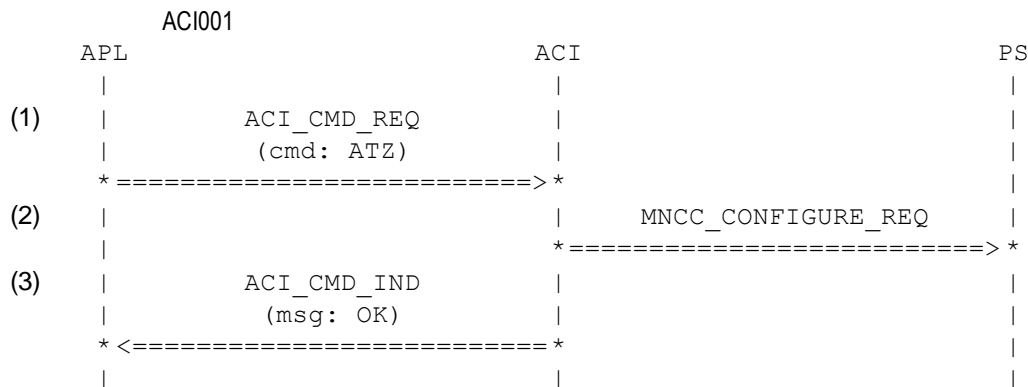 ACI001
APL ACI PS
| | |
(1) | ACI_CMD_REQ | |
| (cmd: ATZ) | |
*==========================>* |
(2) | | MNCC_CONFIGURE_REQ |
| *==========================>*
(3) | ACI_CMD_IND | |
| (msg: OK) | |
*<==========================* |
| | |